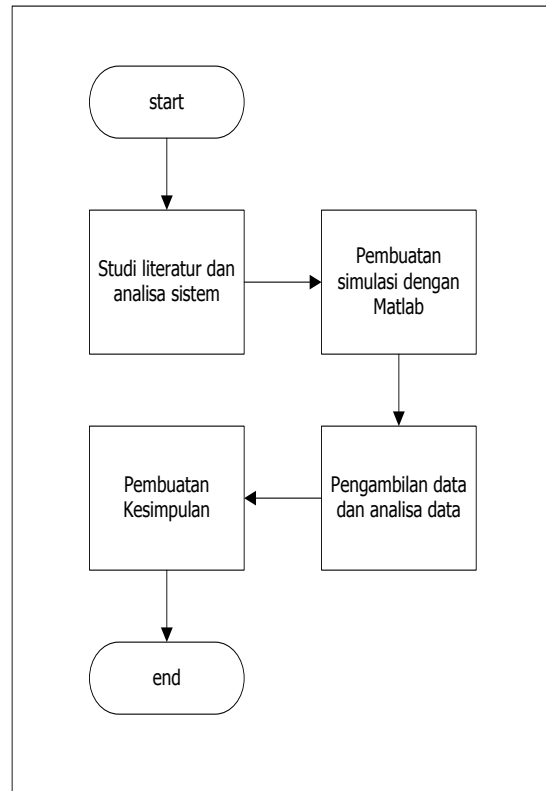 start
Studi literatur dan
analisa sistem
Pembuatan
simulasi dengan
Matlab
Pengambilan data
dan analisa data
Pembuatan
Kesimpulan
end